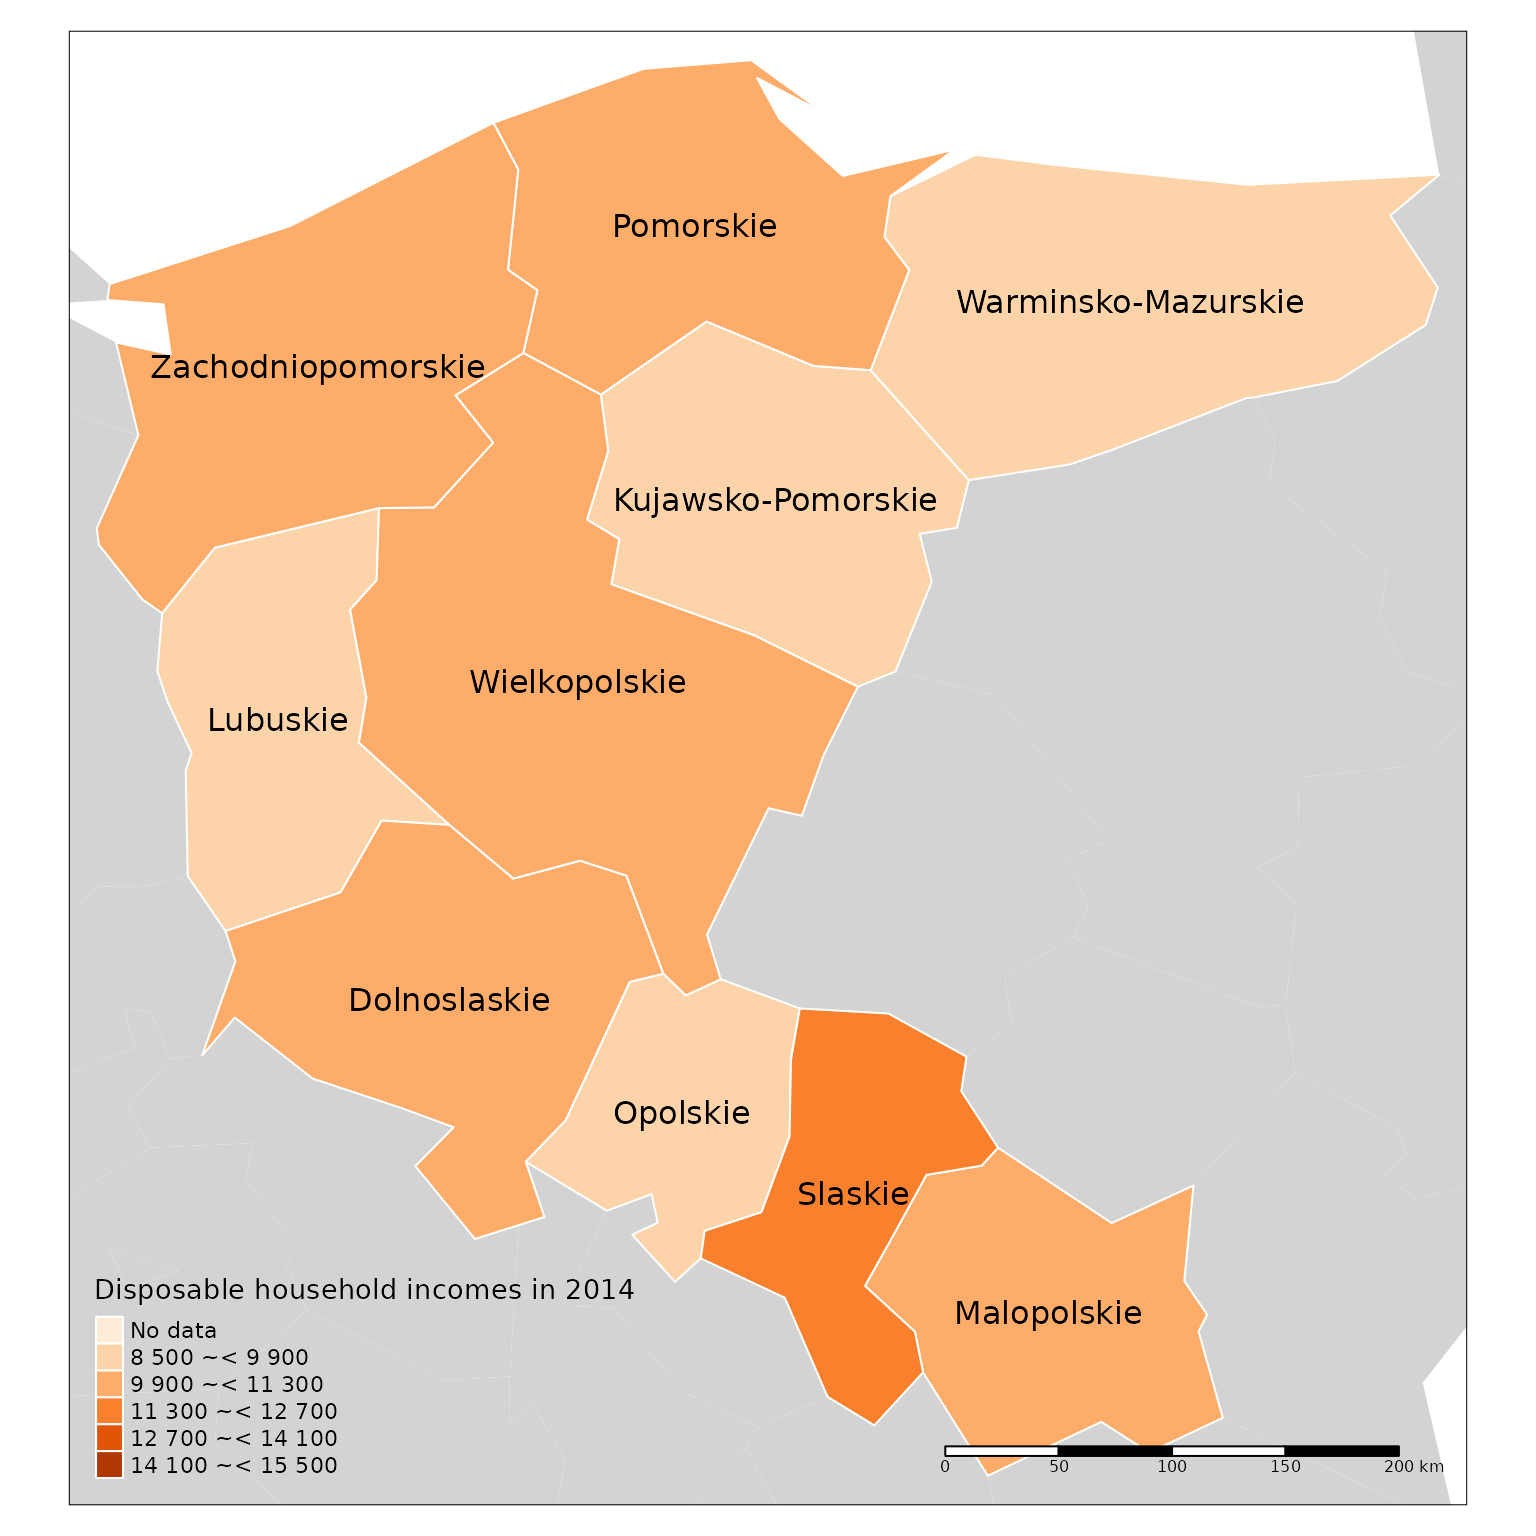 Pomorskie
Warminsko-Mazurskie
Zachodniopomorskie
Kujawsko-Pomorskie
Wielkopolskie
Lubuskie
Dolnoslaskie
Opolskie
Slaskie
Malopolskie
Disposable household incomes in 2014
No data
8 500 ~< 9 900
9 900 ~< 11 300
11 300 ~< 12 700
12 700 ~< 14 100
14 100 ~< 15 500
0 50 100 150 200 km